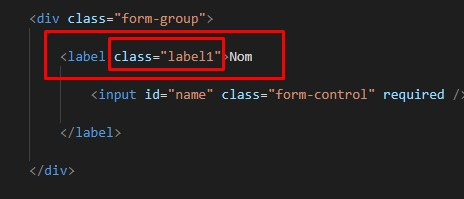 <div class="form-group">
<label class="label1">Nom
<input id="name" class="form-control" required />
</label>
</div>